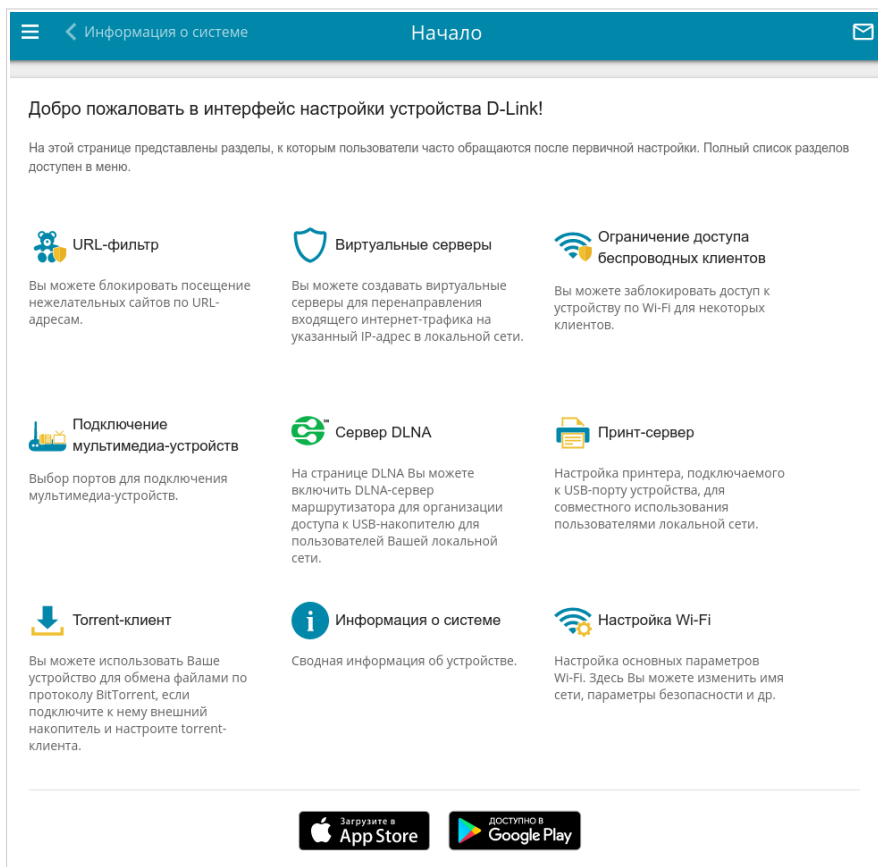 Информация о системе
Начало
Добро пожаловать в интерфейс настройки устройства D-Link!
На этой странице представлены разделы, к которым пользователи часто обращаются после первичной настройки. Полный список разделов
доступен в меню.
URL-фильтр
Вы можете блокировать посещение
нежелательных сайтов по URL-
адресам.
Виртуальные серверы
Вы можете создавать виртуальные
серверы для перенаправления
входящего интернет-трафика на
указанный IP-адрес в локальной сети.
Ограничение доступа
беспроводных клиентов
Вы можете заблокировать доступ к
устройству по Wi-Fi для некоторых
клиентов.
Подключение
мультимедиа-устройств
Выбор портов для подключения
мультимедиа-устройств.
Сервер DLNA
На странице DLNA Вы можете
включить DLNA-сервер
маршрутизатора для организации
доступа к USB-накопителю для
пользователей Вашей локальной
сети.
Принт-сервер
Настройка принтера, подключаемого
к USB-порту устройства, для
совместного использования
пользователями локальной сети.
Torrent-клиент
Вы можете использовать Ваше
устройство для обмена файлами по
протоколу BitTorrent, если
подключите к нему внешний
накопитель и настроите torrent-
клиента.
Информация о системе
Сводная информация об устройстве.
Настройка Wi-Fi
Настройка основных параметров
Wi-Fi. Здесь Вы можете изменить имя
сети, параметры безопасности и др.
Загрузите в
App Store
ДОСТУПНО В
Google Play